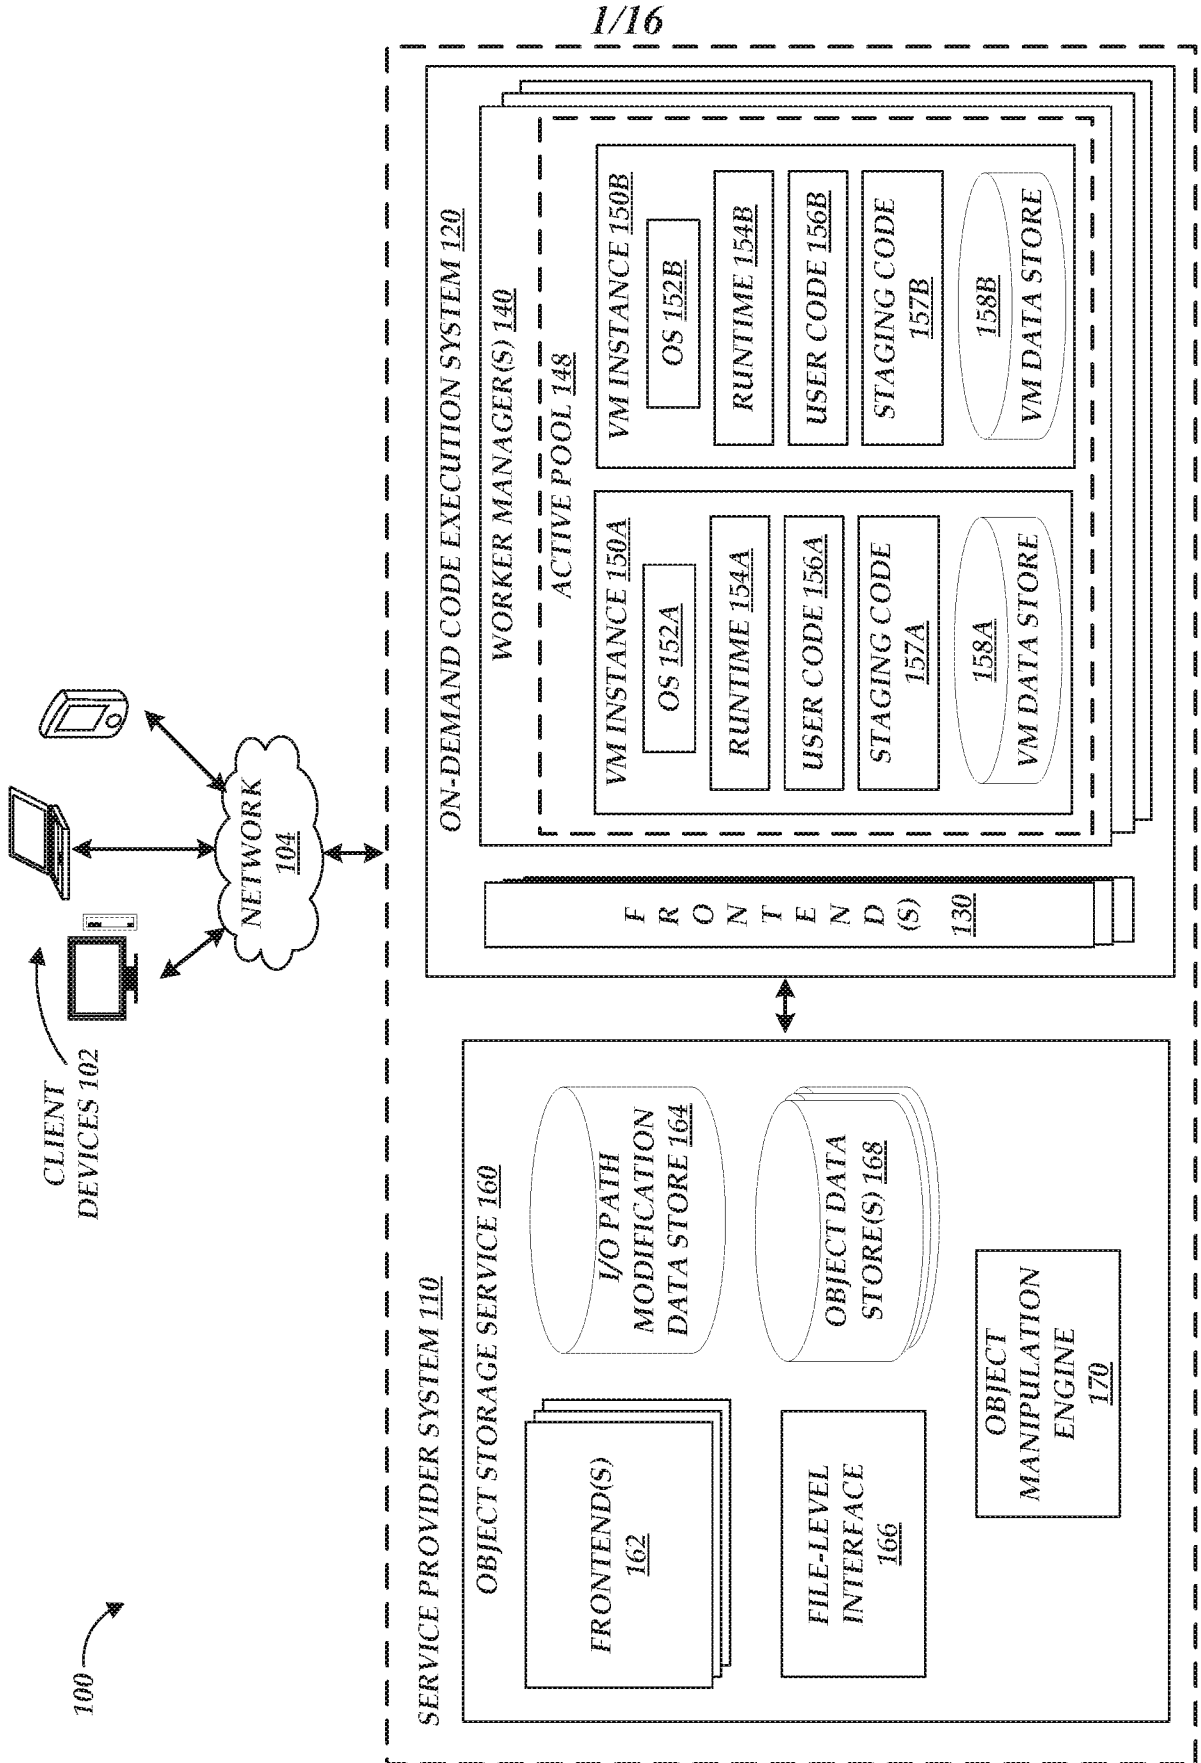 1/16
100
CLIENT
DEVICES 102
NETWORK
104
SERVICE PROVIDER SYSTEM 110
OBJECT STORAGE SERVICE 160
FRONTEND(S)
162
I/O PATH
MODIFICATION
DATA STORE 164
FILE-LEVEL
INTERFACE
166
OBJECT DATA
STORE(S) 168
OBJECT
MANIPULATION
ENGINE
170
ON-DEMAND CODE EXECUTION SYSTEM 120
F
R
O
N
T
E
N
D
(S)
130
WORKER MANAGER(S) 140
ACTIVE POOL 148
VM INSTANCE 150A
OS 152A
RUNTIME 154A
USER CODE 156A
STAGING CODE
157A
158A
VM DATA STORE
VM INSTANCE 150B
OS 152B
RUNTIME 154B
USER CODE 156B
STAGING CODE
157B
158B
VM DATA STORE